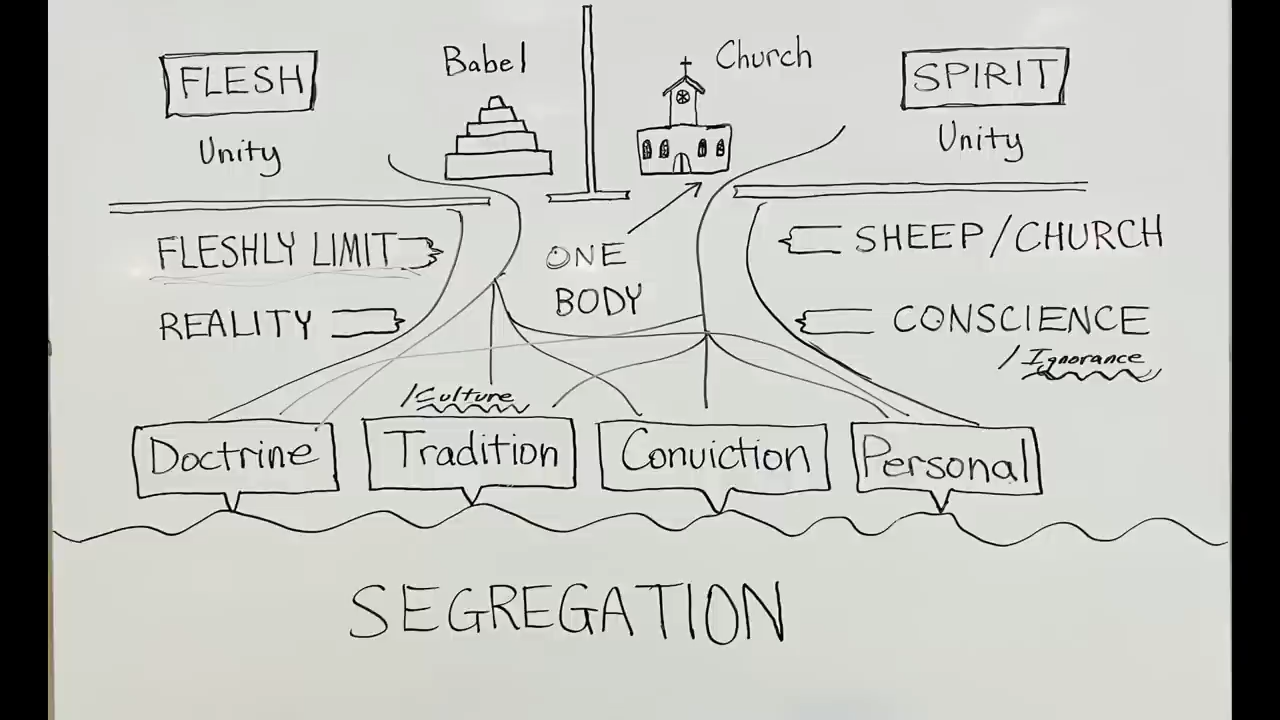 FLESH
Unity
Babel
Church
SPIRIT
Unity
FLESHLY LIMIT
REALITY
ONE
BODY
SHEEP/CHURCH
CONSCIENCE
/Ignorance
/Culture
Doctrine
Tradition
Conviction
Personal
SEGREGATION